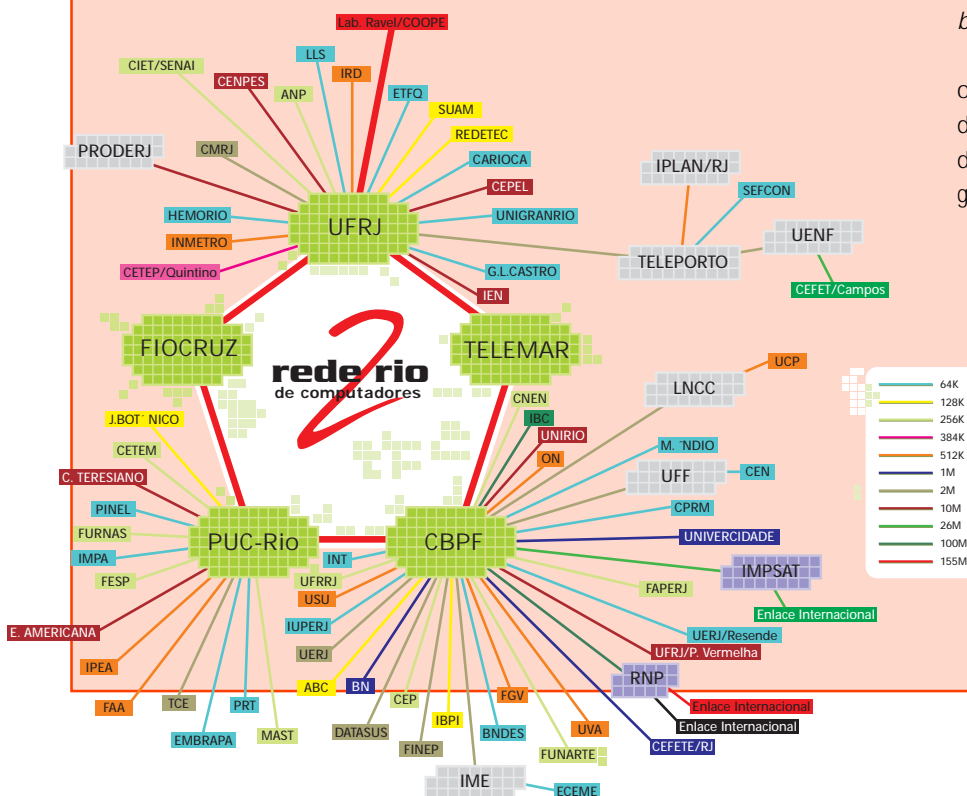 b
Lab. Ravel/COOPE
LLS
CIET/SENAI
IRD
CENPES
ANP
ETFQ
SUAM
o
REDETEC
d
PRODERJ
CMRJ
CARIOCA
IPLAN/RJ
d
CEPEL
SEFCON
g
HEMORIO
UFRJ
UNIGRANRIO
UENF
INMETRO
TELEPORTO
CETEP/Quintino
G.L.CASTRO
CEFET/Campos
IEN
FIOCRUZ
TELEMAR
2
rede rio
de computadores
UCP
LNCC
CNEN
J.BOT´ NICO
IBC
UNIRIO
CETEM
M. ´NDIO
ON
C. TERESIANO
UFF
CEN
PINEL
CPRM
FURNAS
PUC-Rio
CBPF
UNIVERCIDADE
IMPA
INT
IMPSAT
FESP
UFRRJ
FAPERJ
USU
Enlace Internacional
E. AMERICANA
IUPERJ
UERJ/Resende
UERJ
UFRJ/P. Vermelha
IPEA
RNP
ABC
BN
FAA
TCE
PRT
CEP
FGV
Enlace Internacional
EMBRAPA
MAST
DATASUS
IBPI
BNDES
UVA
Enlace Internacional
FINEP
FUNARTE
CEFETE/RJ
IME
ECEME
64K
128K
256K
384K
512K
1M
2M
10M
26M
100M
155M